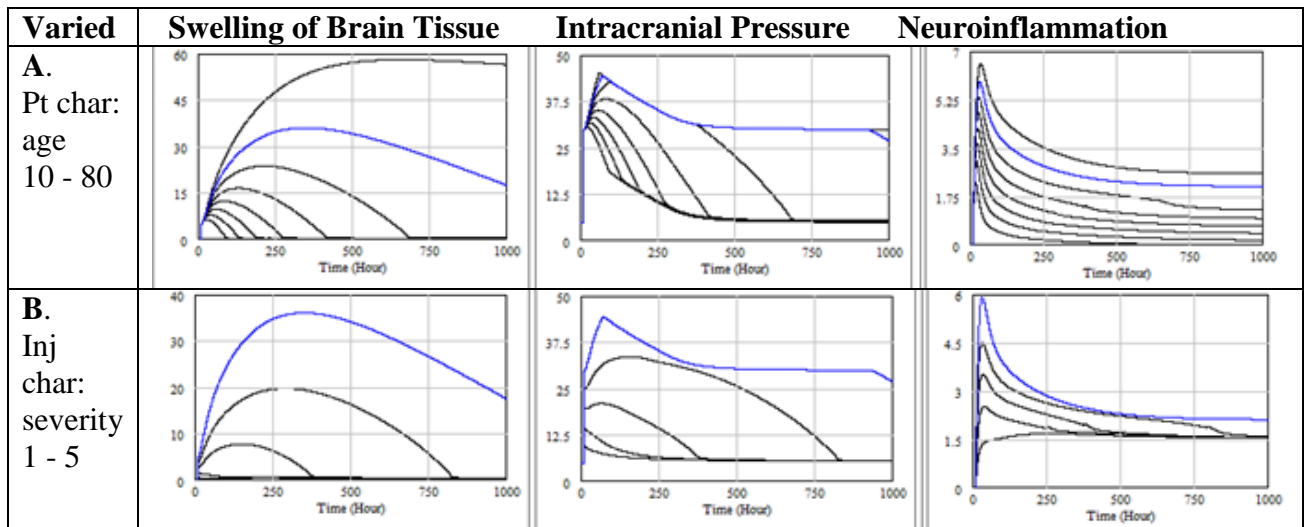 Varied Swelling of Brain Tissue Intracranial Pressure Neuroinflammation
A.
Pt char:
age
10 - 80
60
45
30
15
0
0 250 500 750 1000
Time (Hour)
50
37.5
25
12.5
0
0 250 500 750 1000
Time (Hour)
7
5.25
3.5
1.75
0
0 250 500 750 1000
Time (Hour)
B.
Inj
char:
severity
1 - 5
40
30
20
10
0
0 250 500 750 1000
Time (Hour)
50
37.5
25
12.5
0
0 250 500 750 1000
Time (Hour)
6
4.5
3
1.5
0
0 250 500 750 1000
Time (Hour)